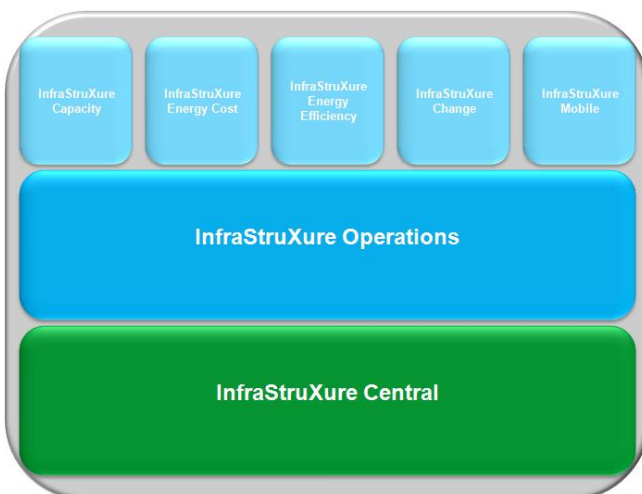 InfraStruXure
Capacity
InfraStruXure
Energy Cost
InfraStruXure
Energy
Efficiency
InfraStruXure
Change
InfraStruXure
Mobile
InfraStruXure Operations
InfraStruXure Central